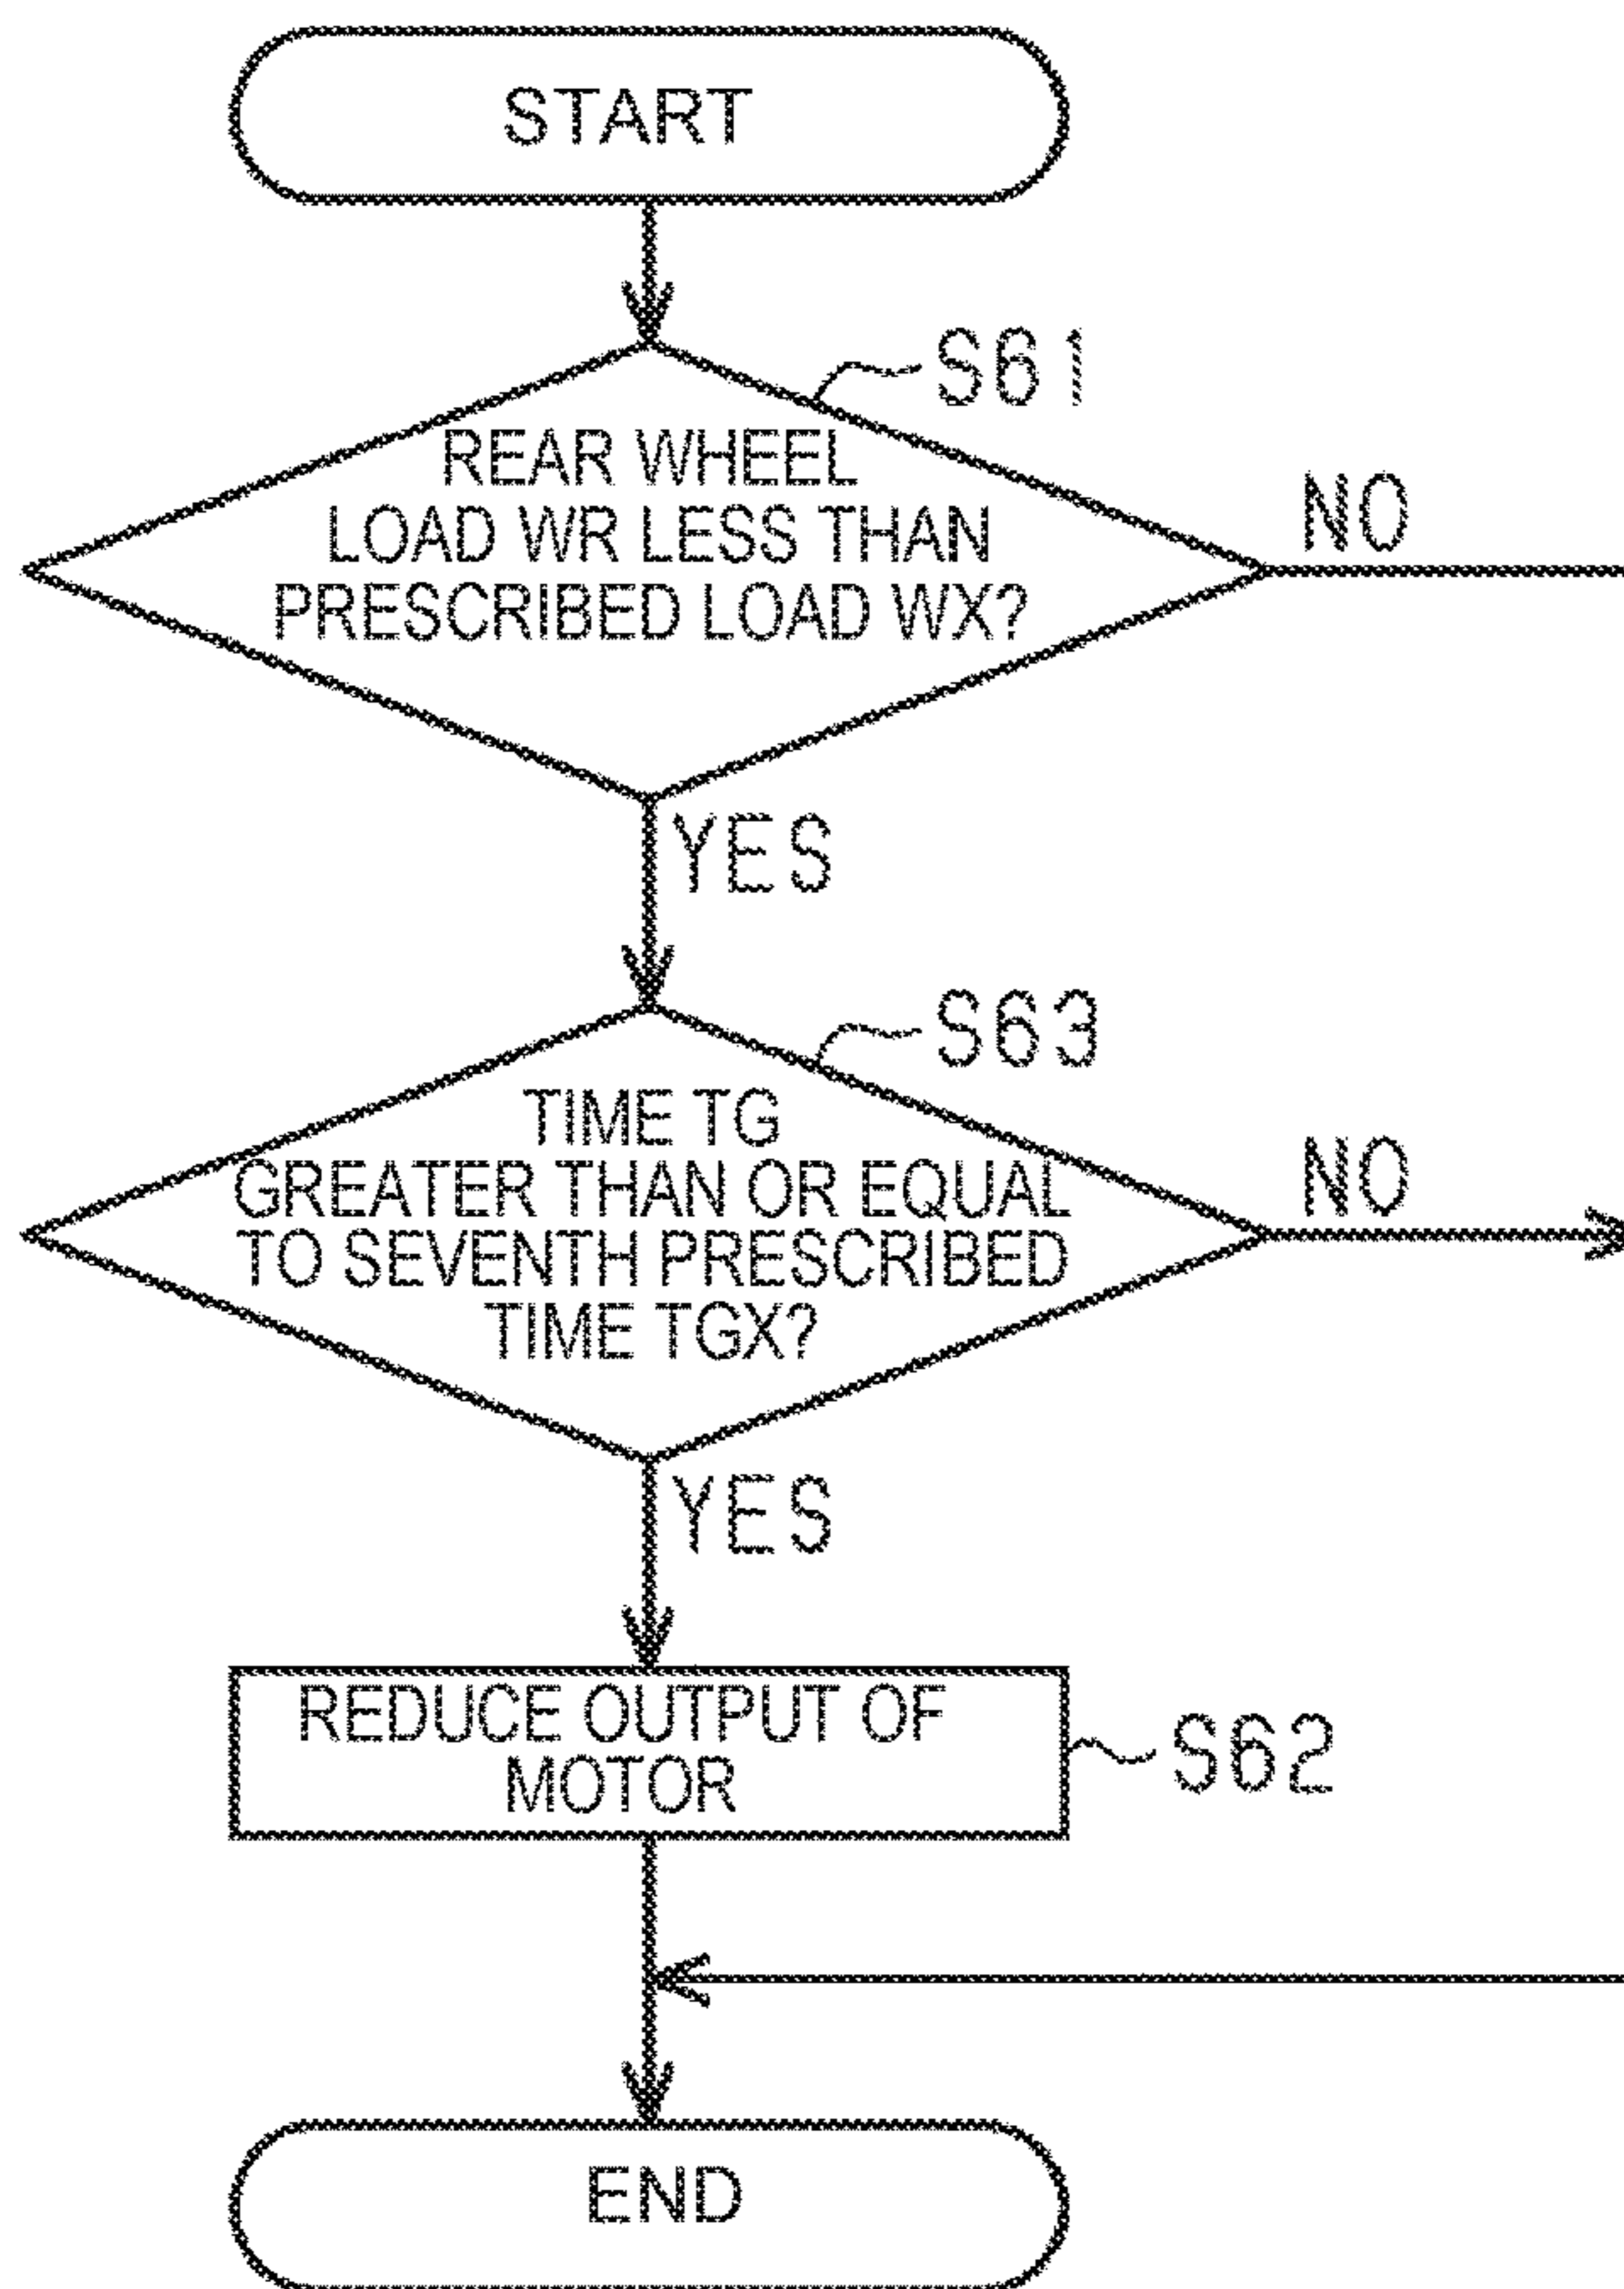 START
S61
REAR WHEEL
LOAD WR LESS THAN
PRESCRIBED LOAD WX?
NO
YES
S63
TIME TG
GREATER THAN OR EQUAL
TO SEVENTH PRESCRIBED
TIME TGX?
NO
YES
REDUCE OUTPUT OF
MOTOR
S62
END